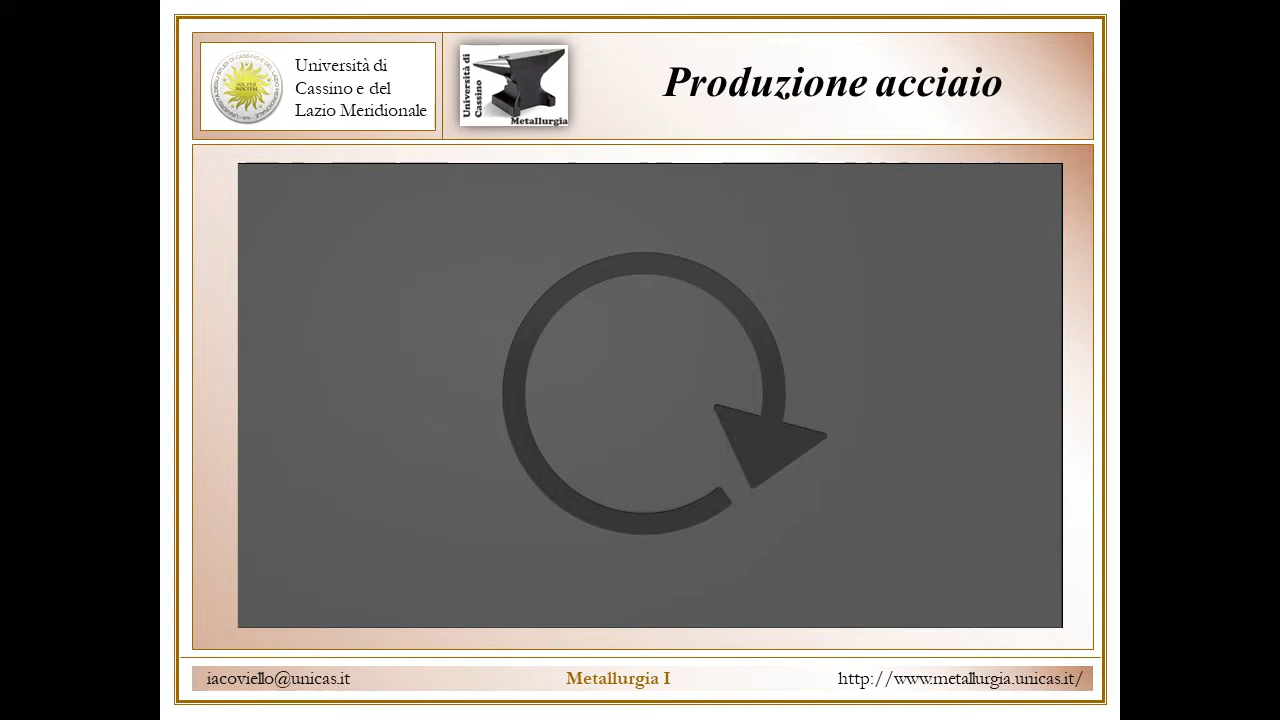 Università di
Cassino e del
Lazio Meridionale
Università di
Cassino
Metallurgia
Produzione acciaio
iacoviello@unicas.it
Metallurgia I
http://www.metallurgia.unicas.it/